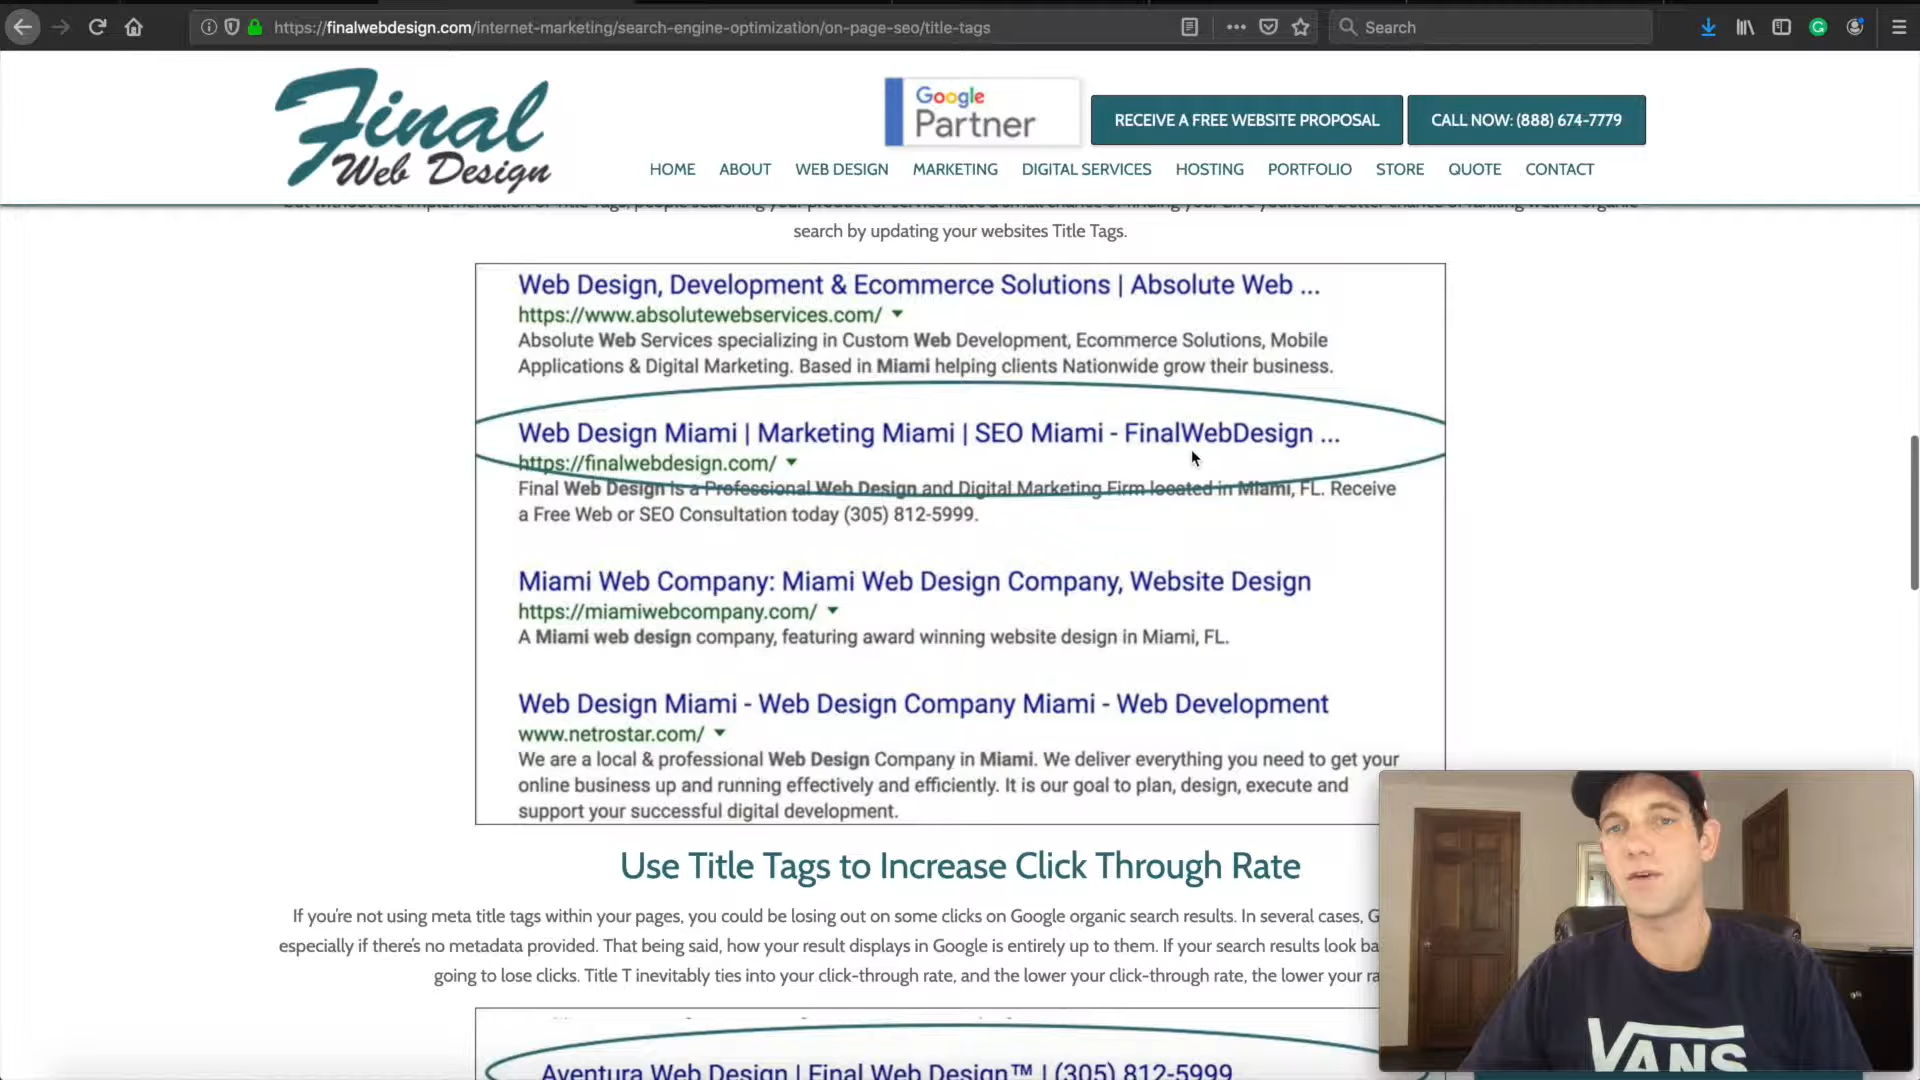 https://finalwebdesign.com/internet-marketing/search-engine-optimization/on-page-seo/title-tags
Search
Final
Web Design
Google
Partner
RECEIVE A FREE WEBSITE PROPOSAL
CALL NOW: (888) 674-7779
HOME ABOUT WEB DESIGN MARKETING DIGITAL SERVICES HOSTING PORTFOLIO STORE QUOTE CONTACT
search by updating your websites Title Tags.
Web Design, Development & Ecommerce Solutions | Absolute Web ...
https://www.absolutewebservices.com/
Absolute Web Services specializing in Custom Web Development, Ecommerce Solutions, Mobile
Applications & Digital Marketing. Based in Miami helping clients Nationwide grow their business.
Web Design Miami | Marketing Miami | SEO Miami - FinalWebDesign ...
https://finalwebdesign.com/
Final Web Design is a Professional Web Design and Digital Marketing Firm located in Miami, FL. Receive
a Free Web or SEO Consultation today (305) 812-5999.
Miami Web Company: Miami Web Design Company, Website Design
https://miamiwebcompany.com/
A Miami web design company, featuring award winning website design in Miami, FL.
Web Design Miami - Web Design Company Miami - Web Development
www.netrostar.com/
We are a local & professional Web Design Company in Miami. We deliver everything you need to get your
online business up and running effectively and efficiently. It is our goal to plan, design, execute and
support your successful digital development.
Use Title Tags to Increase Click Through Rate
If you're not using meta title tags within your pages, you could be losing out on some clicks on Google organic search results. In several cases, G
especially if there's no metadata provided. That being said, how your result displays in Google is entirely up to them. If your search results look ba
going to lose clicks. Title T inevitably ties into your click-through rate, and the lower your click-through rate, the lower your ra
Aventura Web Design | Final Web Design™ | (305) 812-5999
VANS